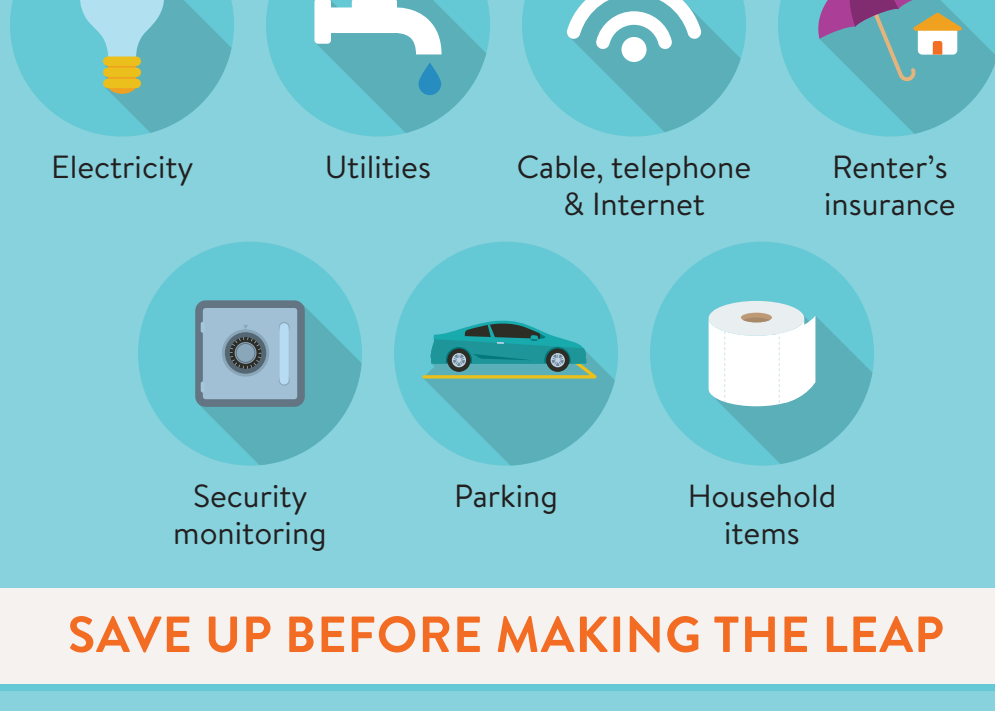 Electricity
Utilities
Cable, telephone
& Internet
Renter’s
insurance
Security
monitoring
Parking
Household
items
SAVE UP BEFORE MAKING THE LEAP